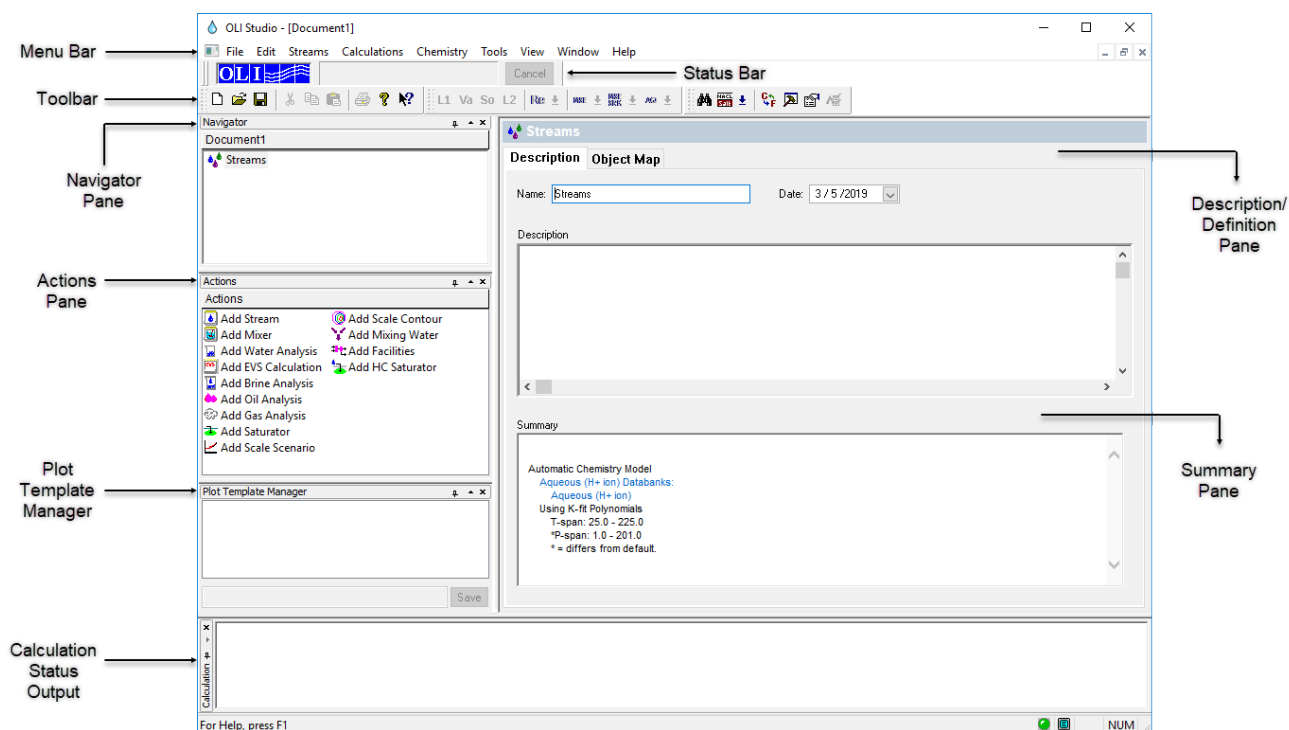 OLI Studio - [Document1]
Menu Bar
File Edit Streams Calculations Chemistry Tools View Window Help
OLI
Cancel
Status Bar
Toolbar
L1 Va So L2
MSE
MSE SRK
Navigator
Document1
Streams
Navigator
Pane
Streams
Description Object Map
Name: Streams
Date: 3 / 5 /2019
Description
Description/
Definition
Pane
Actions
Pane
Actions
Actions
Add Stream Add Scale Contour
Add Mixer Add Mixing Water
Add Water Analysis Add Facilities
Add EVS Calculation Add HC Saturator
Add Brine Analysis
Add Oil Analysis
Add Gas Analysis
Add Saturator
Add Scale Scenario
Summary
Automatic Chemistry Model
Aqueous (H+ ion) Databanks:
Aqueous (H+ ion)
Using K-fit Polynomials
T-span: 25.0 - 225.0
*P-span: 1.0 - 201.0
* = differs from default.
Summary
Pane
Plot
Template
Manager
Plot Template Manager
Save
Calculation
Status
Output
Calculation
For Help, press F1
NUM